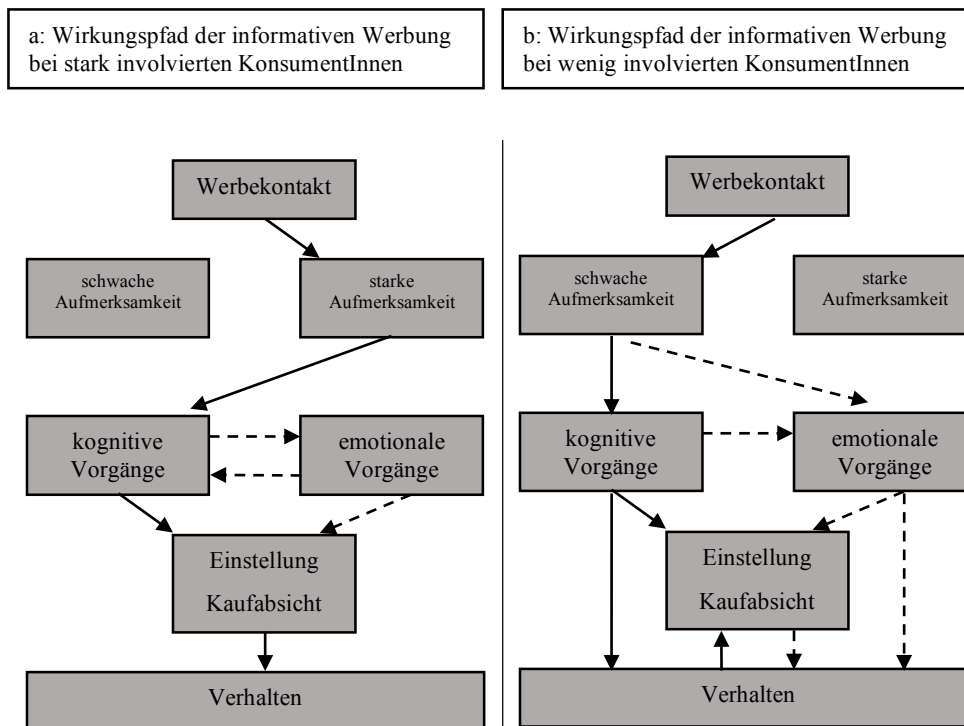 a: Wirkungspfad der informativen Werbung
bei stark involvierten KonsumentInnen
b: Wirkungspfad der informativen Werbung
bei wenig involvierten KonsumentInnen
Werbekontakt
schwache
Aufmerksamkeit
starke
Aufmerksamkeit
kognitive
Vorgänge
emotionale
Vorgänge
Einstellung
Kaufabsicht
Verhalten
Werbekontakt
schwache
Aufmerksamkeit
starke
Aufmerksamkeit
kognitive
Vorgänge
emotionale
Vorgänge
Einstellung
Kaufabsicht
Verhalten